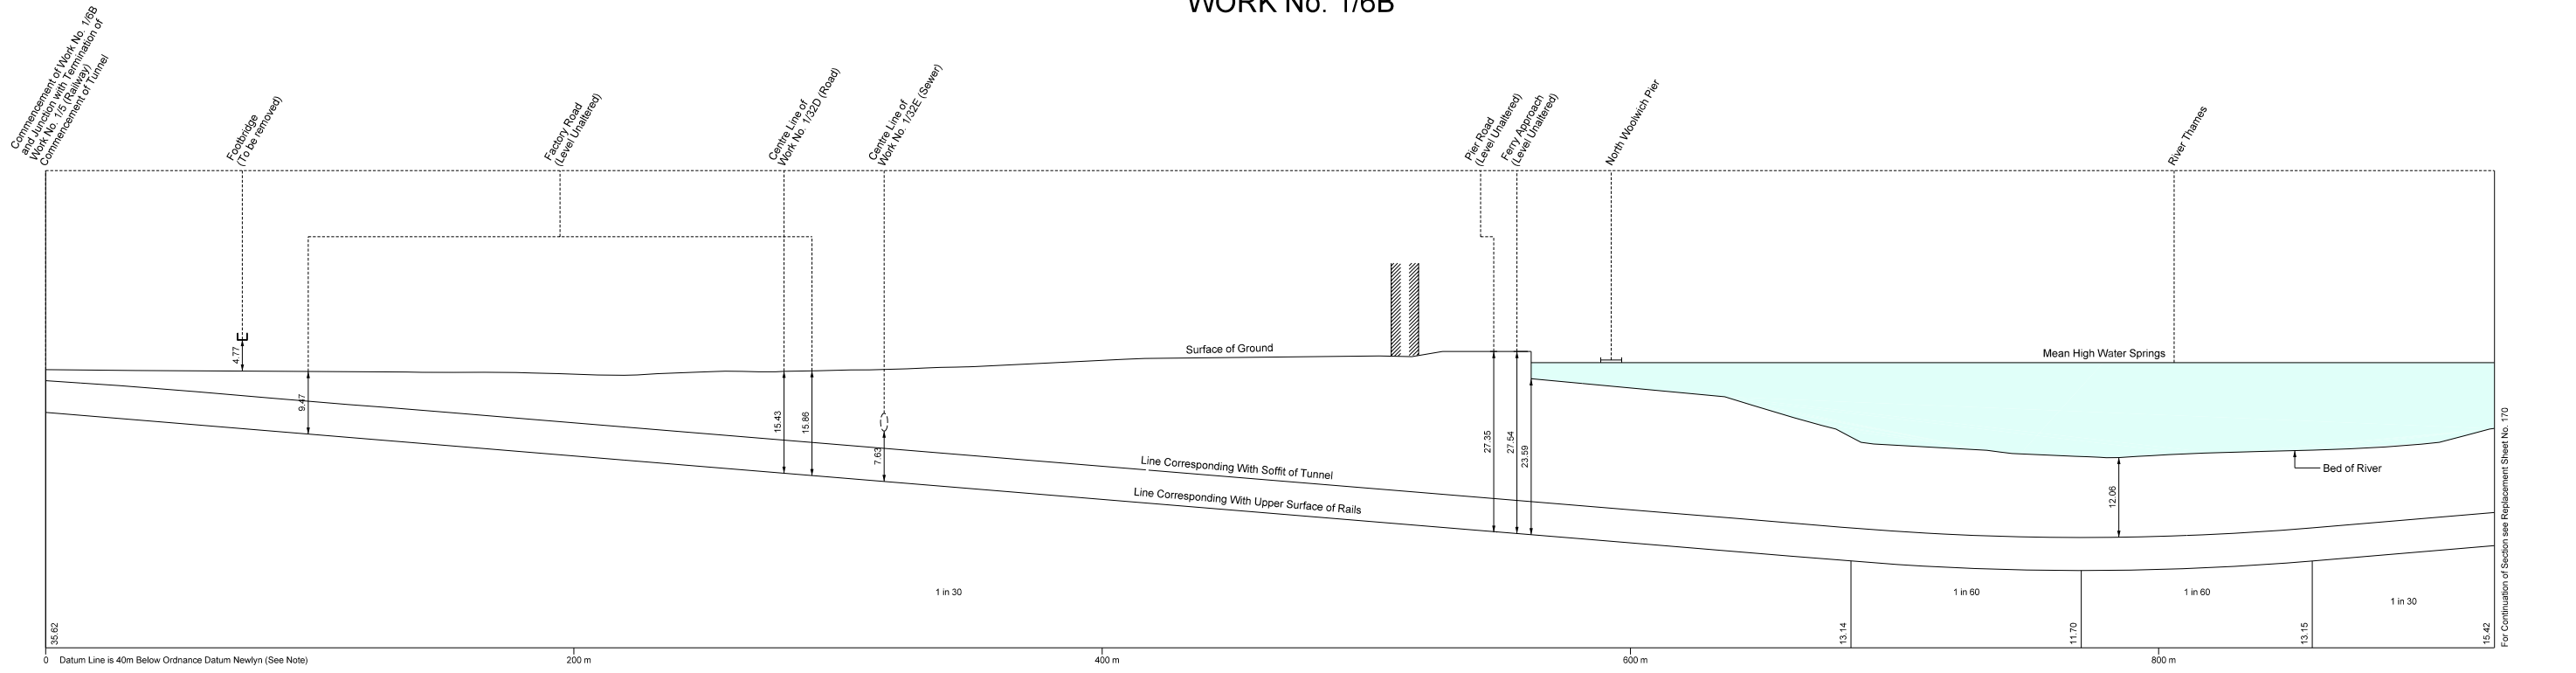 WORK No. 1/6B
Commencement of Work No. 1/6B
and Junction with Termination of
Work No. 1/5 (Railway)
Commencement of Tunnel
Footbridge
(To be removed)
Factory Road
(Level Unaltered)
Centre Line of
Work No. 1/32D (Road)
Centre Line of
Work No. 1/32E (Sewer)
Pier Road
(Level Unaltered)
Ferry Approach
(Level Unaltered)
North Woolwich Pier
River Thames
4.77
9.47
15.43
15.86
7.63
27.35
27.54
23.59
12.06
Surface of Ground
Mean High Water Springs
Line Corresponding With Soffit of Tunnel
Line Corresponding With Upper Surface of Rails
Bed of River
For Continuation of Section see Replacement Sheet No. 170
1 in 30
1 in 60
1 in 60
1 in 30
35.62
13.14
11.70
13.15
15.42
0
Datum Line is 40m Below Ordnance Datum Newlyn (See Note)
200 m
400 m
600 m
800 m